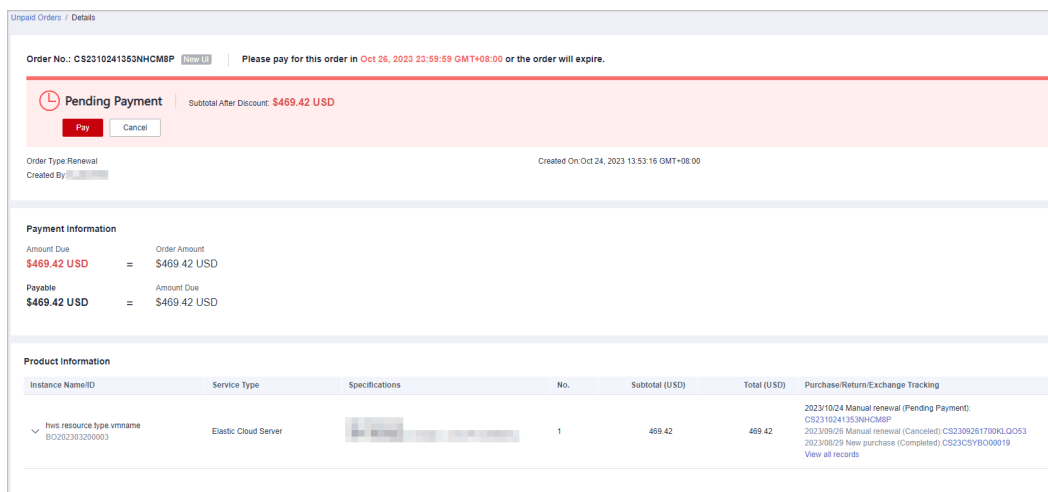 Unpaid Orders / Details
Order No.: CS2310241353NHCM8P New UI Please pay for this order in Oct 26, 2023 23:59:59 GMT+08:00 or the order will expire.
Pending Payment Subtotal After Discount: $469.42 USD
Pay Cancel
Order Type:Renewal Created On:Oct 24, 2023 13:53:16 GMT+08:00
Created By:
Payment Information
Amount Due Order Amount
$469.42 USD = $469.42 USD
Payable Amount Due
$469.42 USD = $469.42 USD
Product Information
Instance Name/ID Service Type Specifications No. Subtotal (USD) Total (USD) Purchase/Return/Exchange Tracking
hws.resource.type.vmname
BO202303200003
Elastic Cloud Server 1 469.42 469.42
2023/10/24 Manual renewal (Pending Payment):
CS2310241353NHCM8P
2023/09/26 Manual renewal (Canceled):CS2309261700KLQO53
2023/08/29 New purchase (Completed):CS23CSYBO00019
View all records